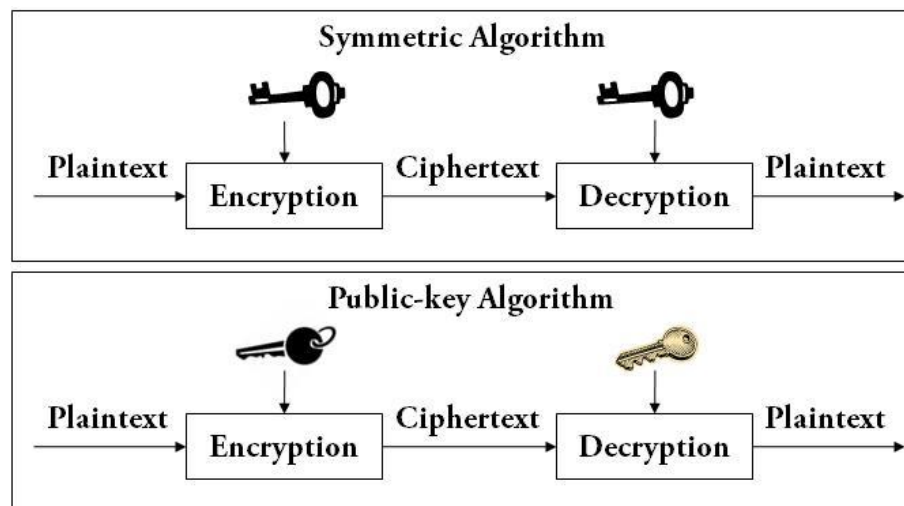 Symmetric Algorithm
Plaintext Ciphertext Plaintext
Encryption Decryption
Public-key Algorithm
Plaintext Ciphertext Plaintext
Encryption Decryption